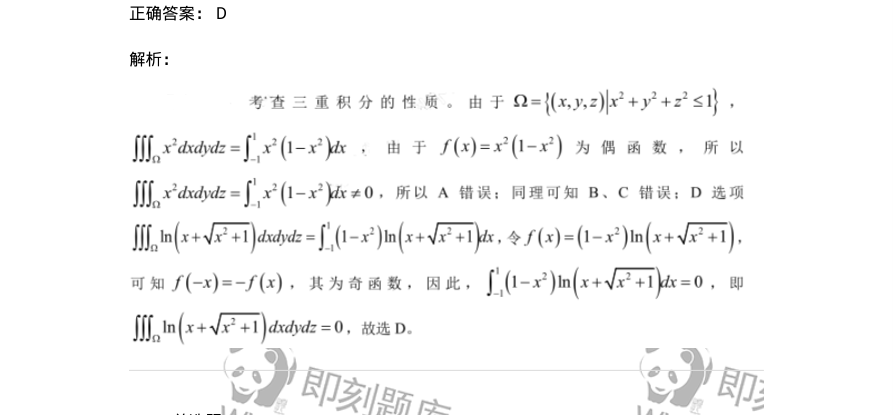 正确答案： D
解析：
考查三重积分的性质。由于 Ω={(x,y,z)|x²+y²+z²≤1}，
∭_Ω x²dxdydz=∫_{-1}^{1} x²(1-x²)dx ，由于 f(x)=x²(1-x²) 为偶函数，所以
∭_Ω x²dxdydz=∫_{-1}^{1} x²(1-x²)dx≠0，所以 A 错误；同理可知 B、C 错误；D 选项
∭_Ω ln(x+√(x²+1))dxdydz=∫_{-1}^{1}(1-x²)ln(x+√(x²+1))dx，令 f(x)=(1-x²)ln(x+√(x²+1)),
可知 f(-x)=-f(x)，其为奇函数，因此，∫_{-1}^{1}(1-x²)ln(x+√(x²+1))dx=0，即
∭_Ω ln(x+√(x²+1))dxdydz=0，故选 D。
即刻题库 即刻